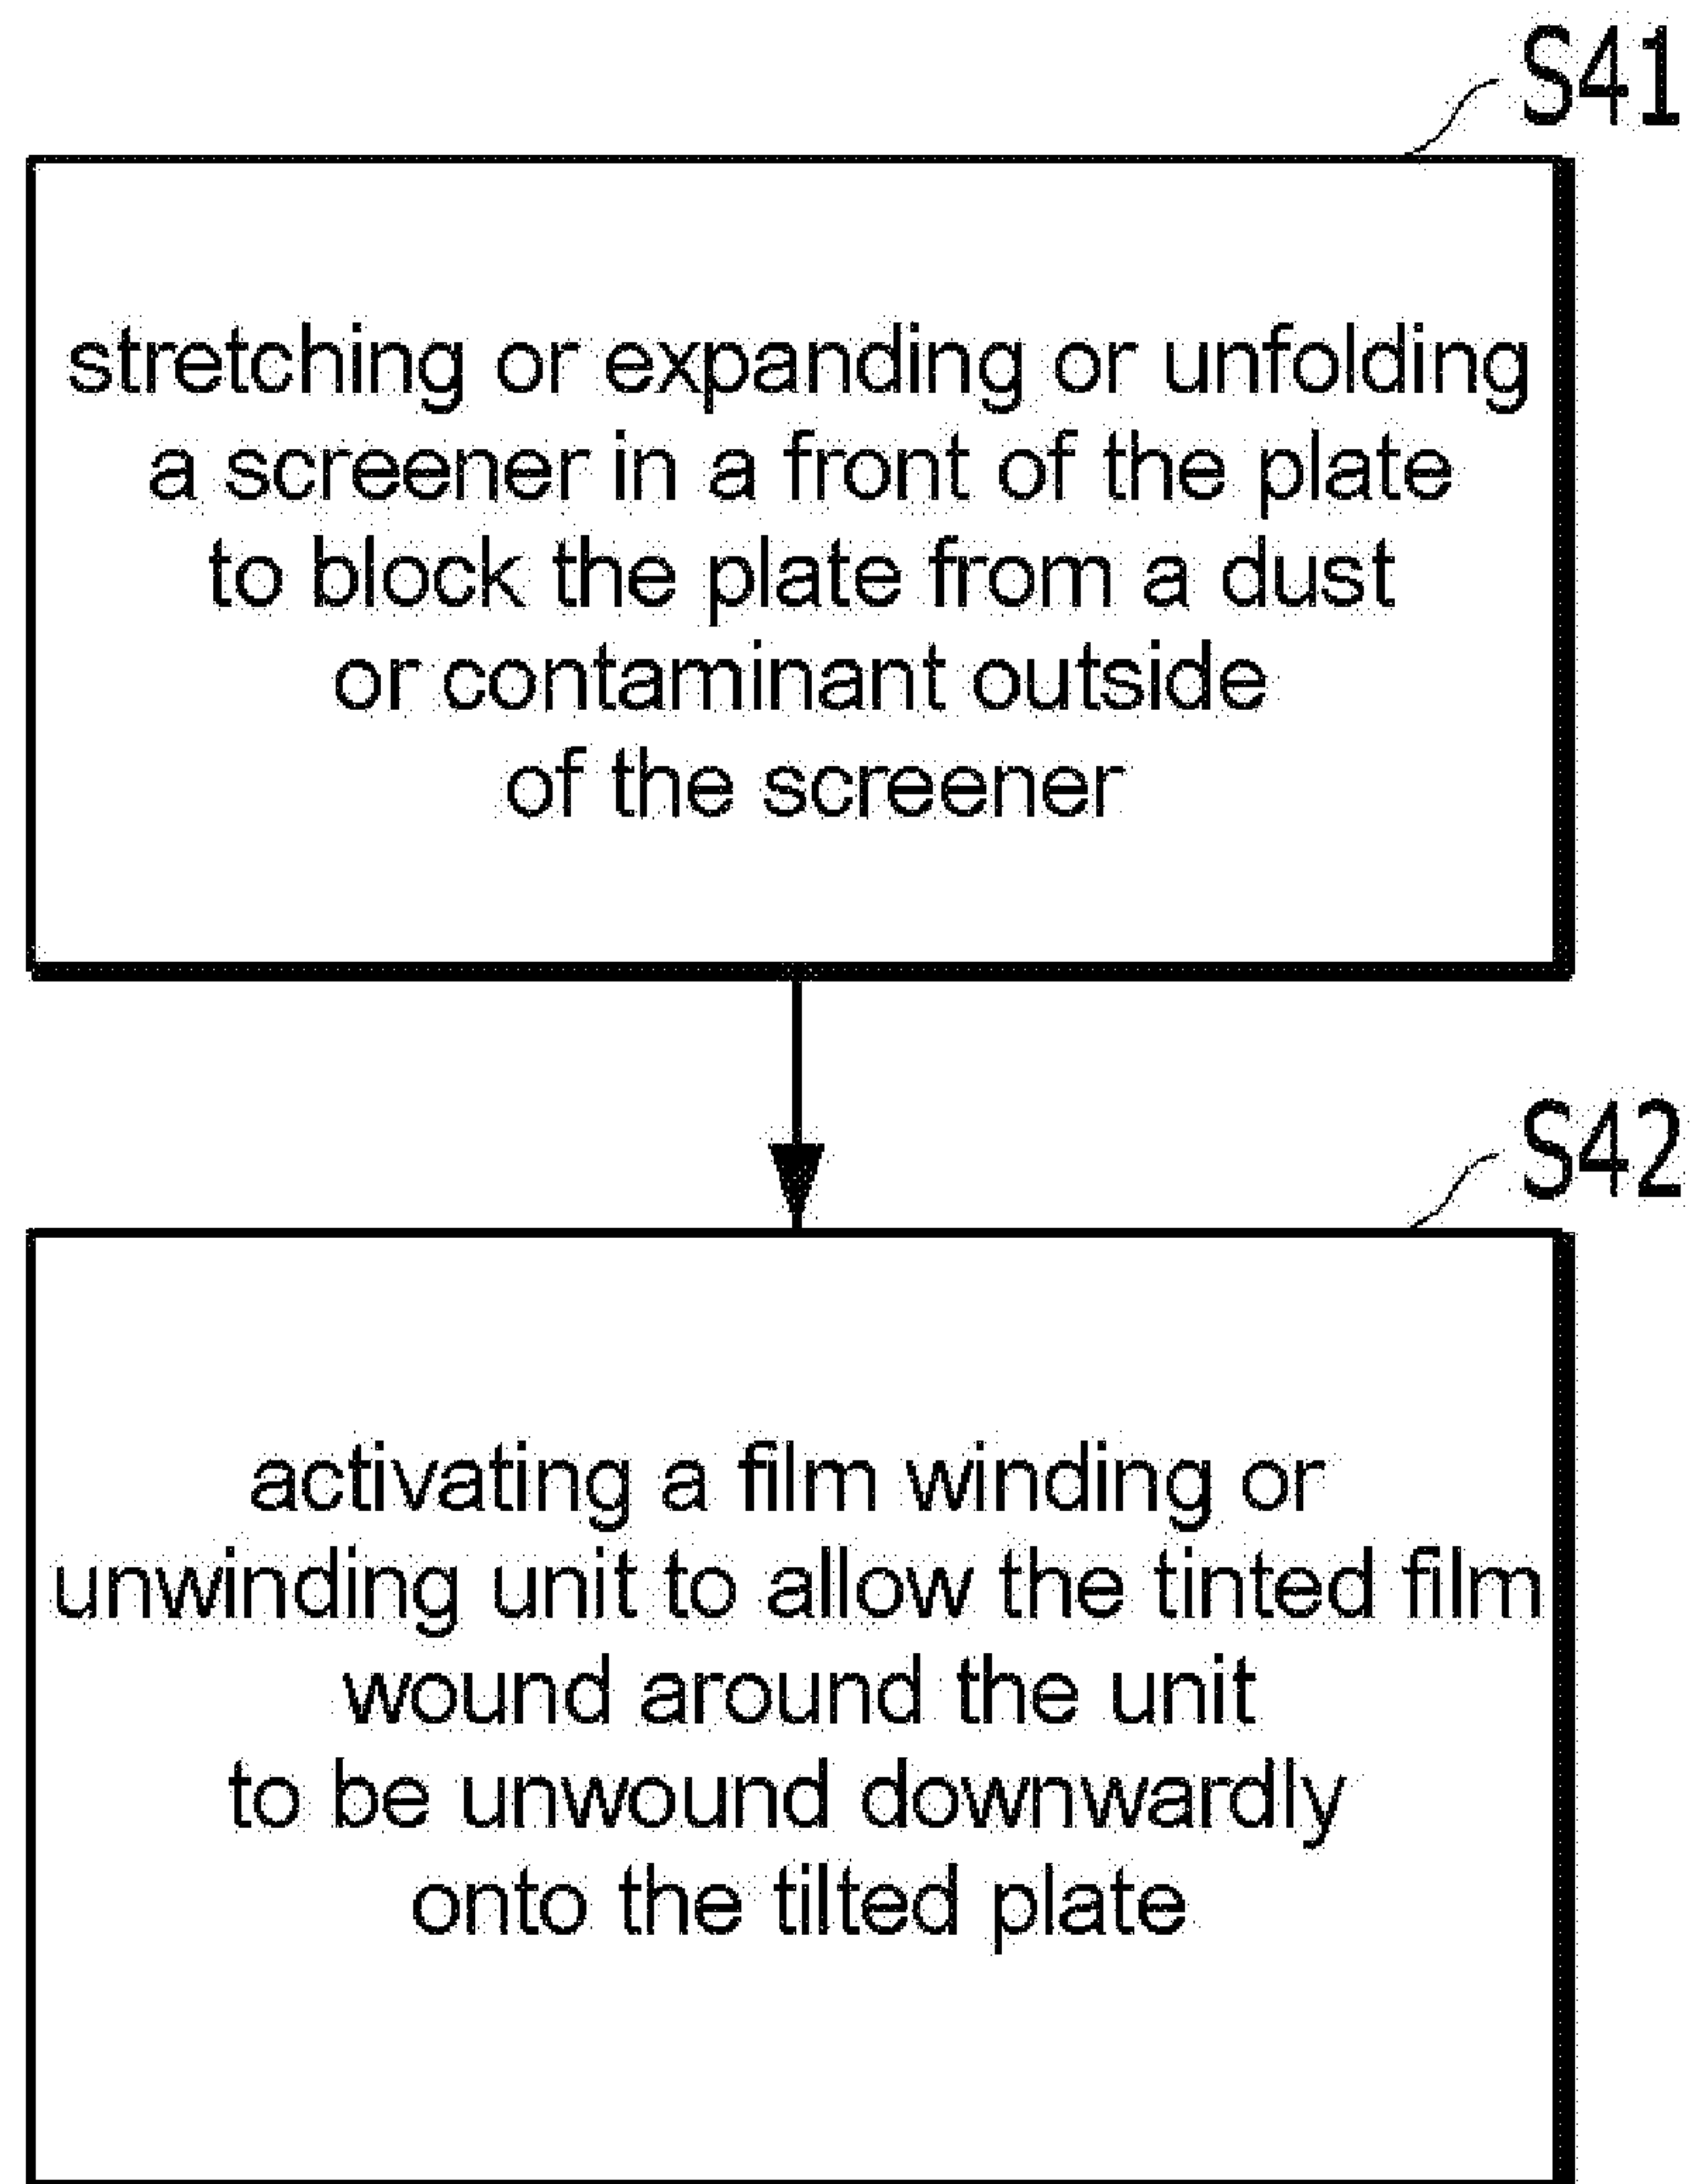 S41
stretching or expanding or unfolding
a screener in a front of the plate
to block the plate from a dust
or contaminant outside
of the screener
S42
activating a film winding or
unwinding unit to allow the tinted film
wound around the unit
to be unwound downwardly
onto the tilted plate